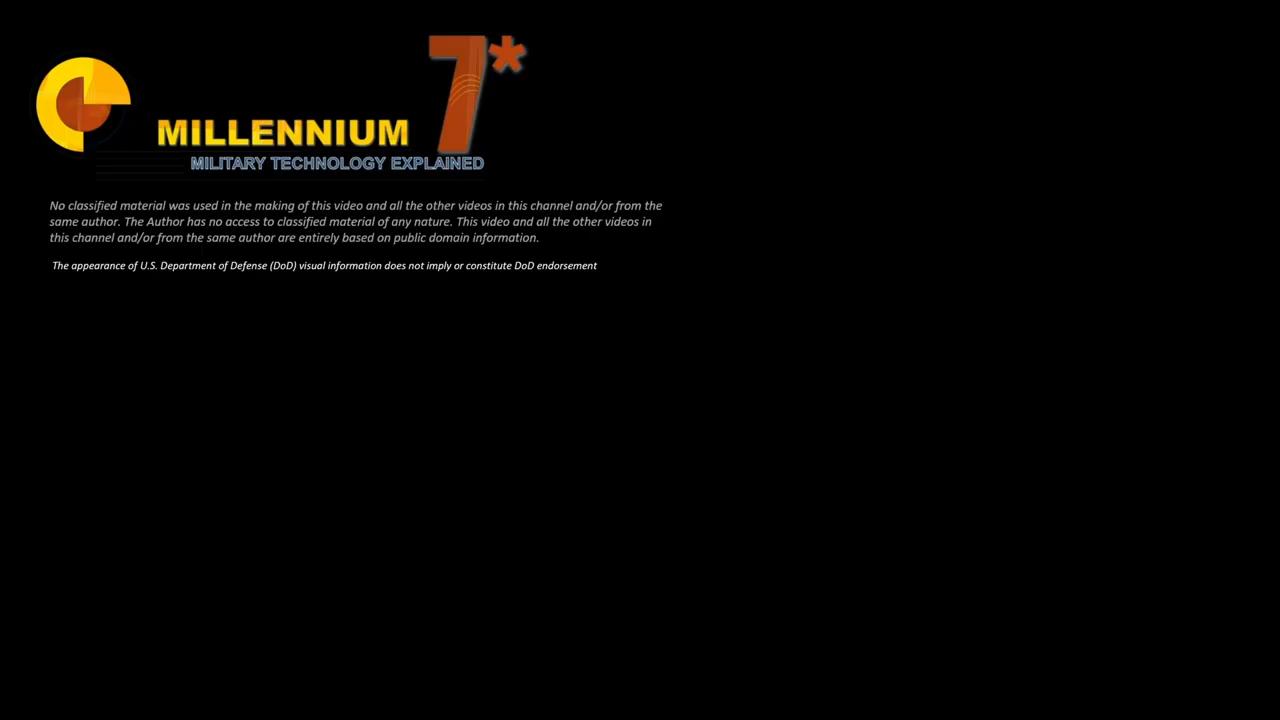 7*
MILLENNIUM
MILITARY TECHNOLOGY EXPLAINED
No classified material was used in the making of this video and all the other videos in this channel and/or from the
same author. The Author has no access to classified material of any nature. This video and all the other videos in
this channel and/or from the same author are entirely based on public domain information.
The appearance of U.S. Department of Defense (DoD) visual information does not imply or constitute DoD endorsement